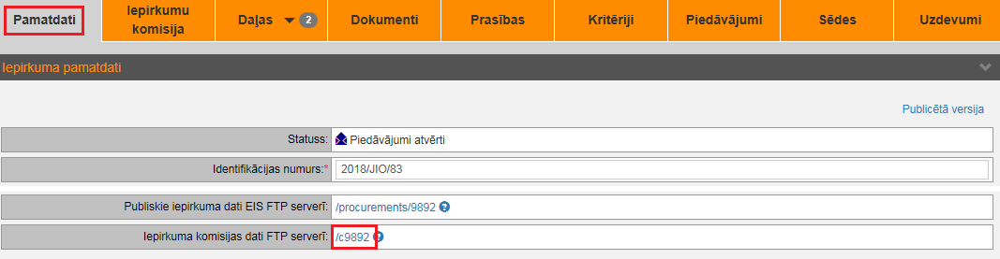 Pamatdati
Iepirkumu
komisija
Daļas 2
Dokumenti
Prasības
Kritēriji
Piedāvājumi
Sēdes
Uzdevumi
Iepirkuma pamatdati
Publicētā versija
Statuss: Piedāvājumi atvērti
Identifikācijas numurs:* 2018/JIO/83
Publiskie iepirkuma dati EIS FTP serverī: /procurements/9892 ?
Iepirkuma komisijas dati FTP serverī: /c9892 ?